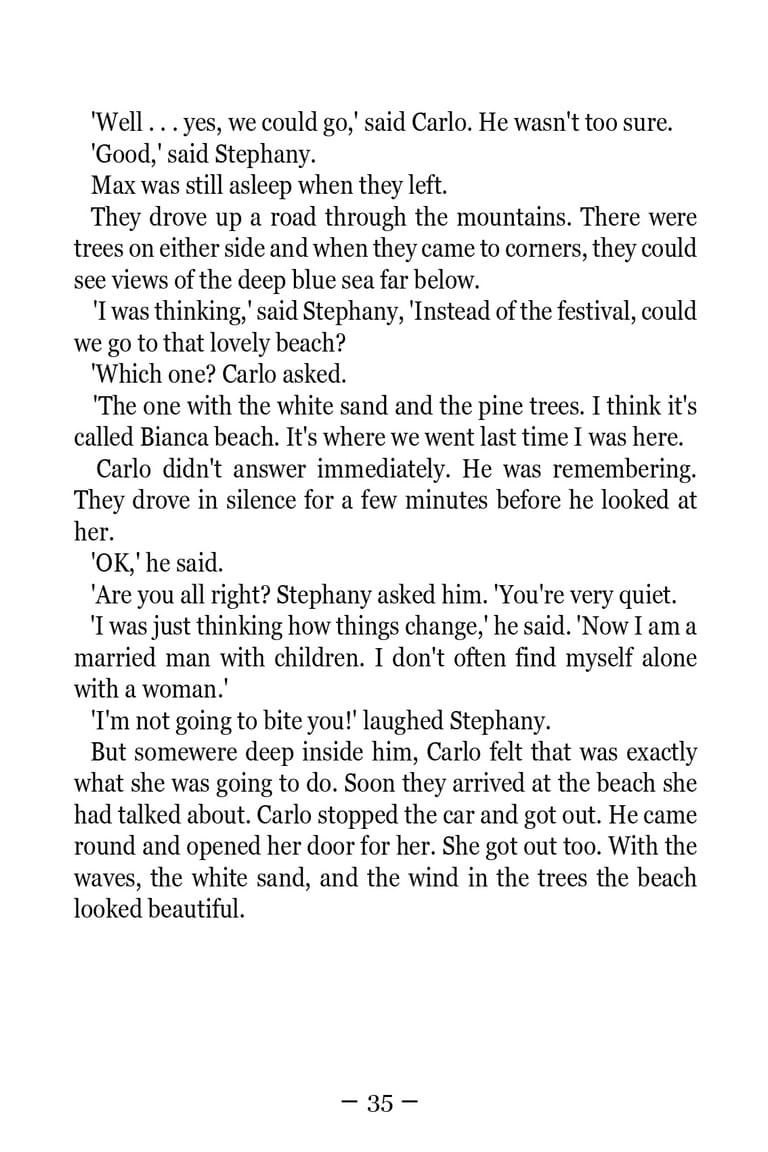 'Well . . . yes, we could go,' said Carlo. He wasn't too sure.
'Good,' said Stephany.
Max was still asleep when they left.
They drove up a road through the mountains. There were
trees on either side and when they came to corners, they could
see views of the deep blue sea far below.
'I was thinking,' said Stephany, 'Instead of the festival, could
we go to that lovely beach?
'Which one? Carlo asked.
'The one with the white sand and the pine trees. I think it's
called Bianca beach. It's where we went last time I was here.
Carlo didn't answer immediately. He was remembering.
They drove in silence for a few minutes before he looked at
her.
'OK,' he said.
'Are you all right? Stephany asked him. 'You're very quiet.
'I was just thinking how things change,' he said. 'Now I am a
married man with children. I don't often find myself alone
with a woman.'
'I'm not going to bite you!' laughed Stephany.
But somewere deep inside him, Carlo felt that was exactly
what she was going to do. Soon they arrived at the beach she
had talked about. Carlo stopped the car and got out. He came
round and opened her door for her. She got out too. With the
waves, the white sand, and the wind in the trees the beach
looked beautiful.
– 35 –